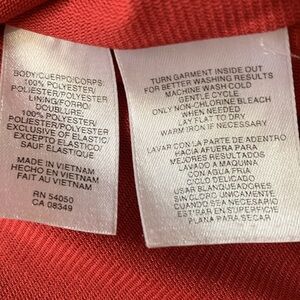 BODY/CUERPO/CORPS:
100% POLYESTER/
POLIESTER/POLYESTER
LINING/FORRO/
DOUBLURE:
100% POLYESTER/
POLIESTER/POLYESTER
EXCLUSIVE OF ELASTIC/
EXCEPTO ELASTICO/
SAUF ÉLASTIQUE
MADE IN VIETNAM
HECHO EN VIETNAM
FAIT AU VIETNAM
RN 54050
CA 08349
TURN GARMENT INSIDE OUT
FOR BETTER WASHING RESULTS
MACHINE WASH COLD
GENTLE CYCLE
ONLY NON-CHLORINE BLEACH
WHEN NEEDED
LAY FLAT TO DRY
WARM IRON IF NECESSARY
LAVAR CON LA PARTE DE ADENTRO
HACIA AFUERA PARA
MEJORES RESULTADOS
LAVADO A MAQUINA
CON AGUA FRIA
CICLO DELICADO
USAR BLANQUEADORES
SIN CLORO UNICAMENTE
CUANDO SEA NECESARIO
ESTIRAR EN SUPERFICIE
PLANA PARA SECAR